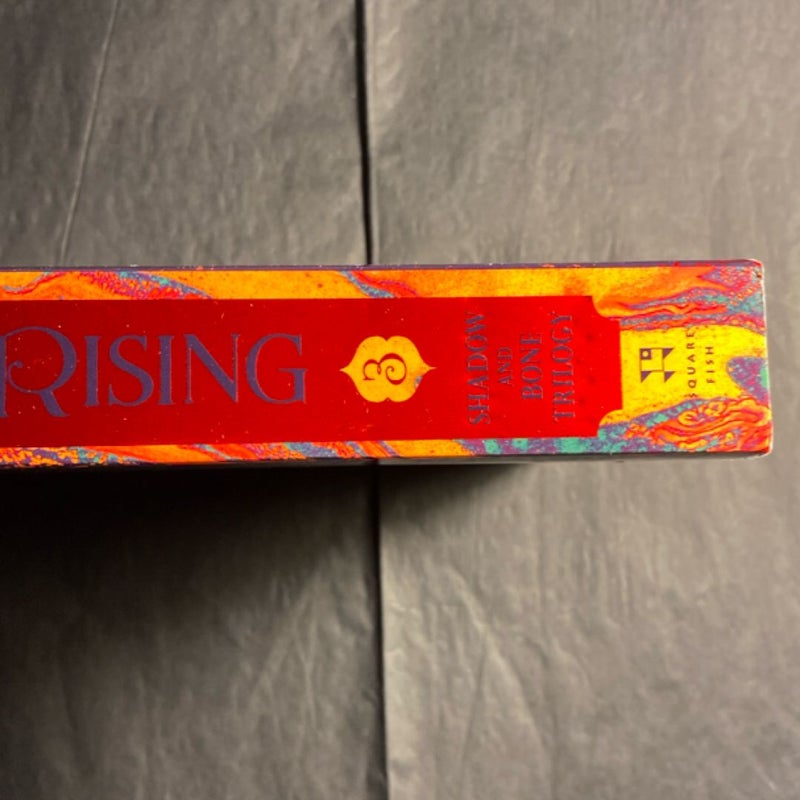 RISING
3
SHADOW
AND
BONE
TRILOGY
SQUARE
FISH